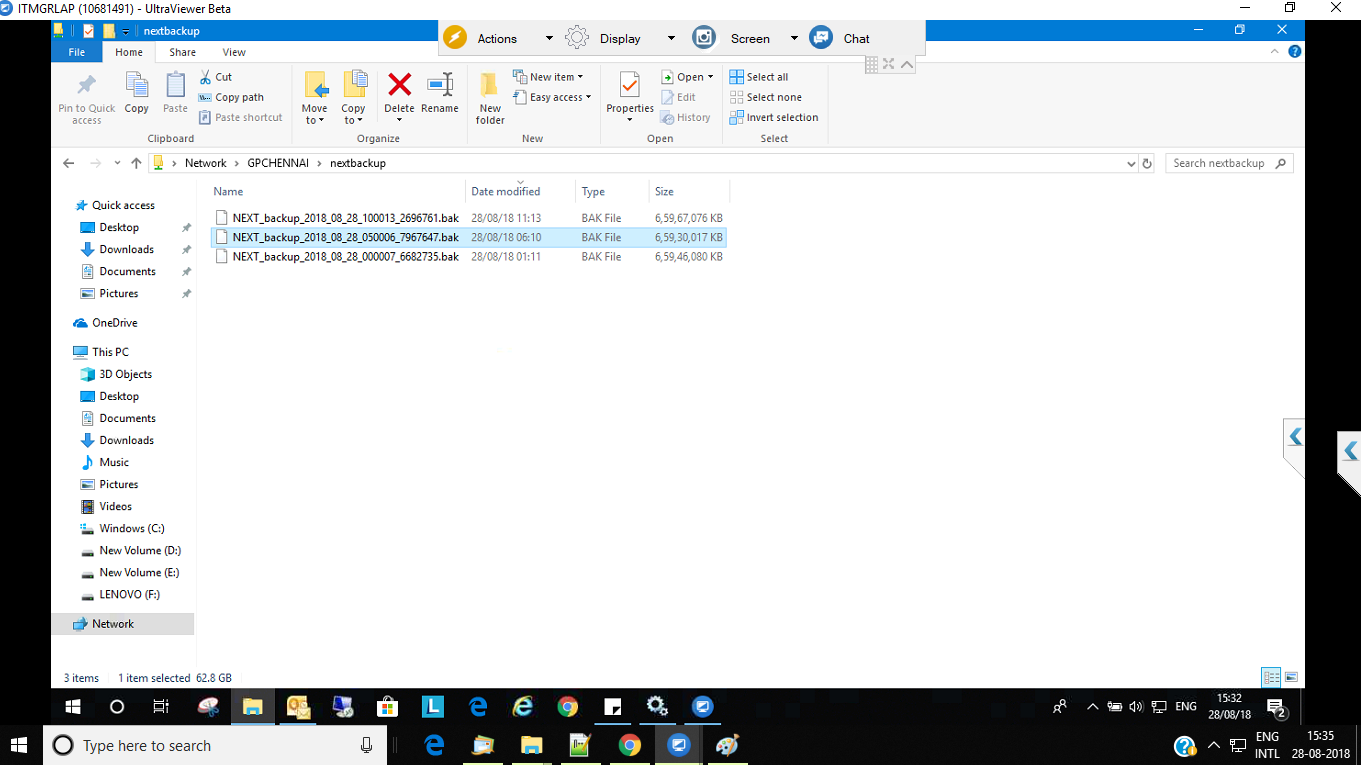 ITMGRLAP (10681491) - UltraViewer Beta
nextbackup
Actions Display Screen Chat
File Home Share View
Pin to Quick access
Copy
Paste
Cut
Copy path
Paste shortcut
Clipboard
Move to
Copy to
Delete
Rename
Organize
New folder
New item
Easy access
New
Properties
Open
Edit
History
Open
Select all
Select none
Invert selection
Select
Network > GPCHENNAI > nextbackup
Search nextbackup
Name Date modified Type Size
NEXT_backup_2018_08_28_100013_2696761.bak 28/08/18 11:13 BAK File 6,59,67,076 KB
NEXT_backup_2018_08_28_050006_7967647.bak 28/08/18 06:10 BAK File 6,59,30,017 KB
NEXT_backup_2018_08_28_000007_6682735.bak 28/08/18 01:11 BAK File 6,59,46,080 KB
Quick access
Desktop
Downloads
Documents
Pictures
OneDrive
This PC
3D Objects
Desktop
Documents
Downloads
Music
Pictures
Videos
Windows (C:)
New Volume (D:)
New Volume (E:)
LENOVO (F:)
Network
3 items 1 item selected 62.8 GB
L
ENG
15:32
28/08/18
2
Type here to search
ENG
INTL
15:35
28-08-2018